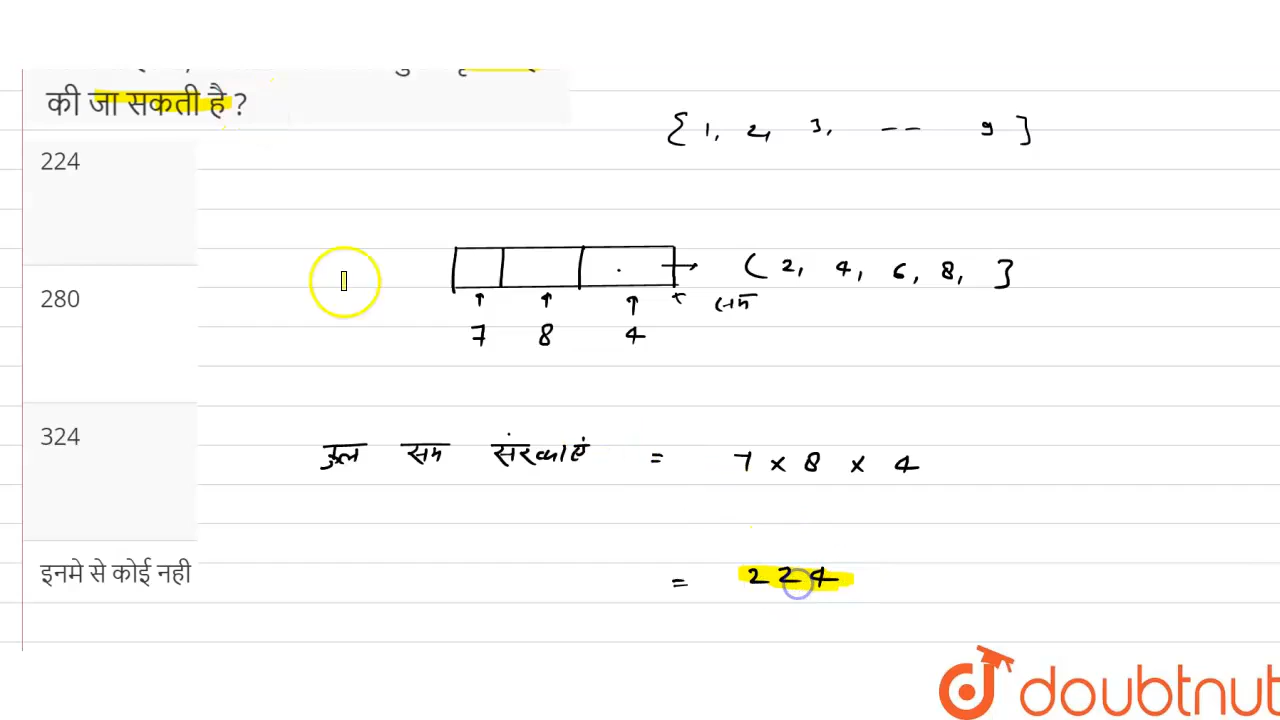 की जा सकती है ?
{ 1, 2, 3, -- 9 ]
224
280
( 2, 4, 6, 8, ]
7 8 4
324
कुल सम संख्याएं = 7 × 8 × 4
इनमे से कोई नही
= 224
doubtnut